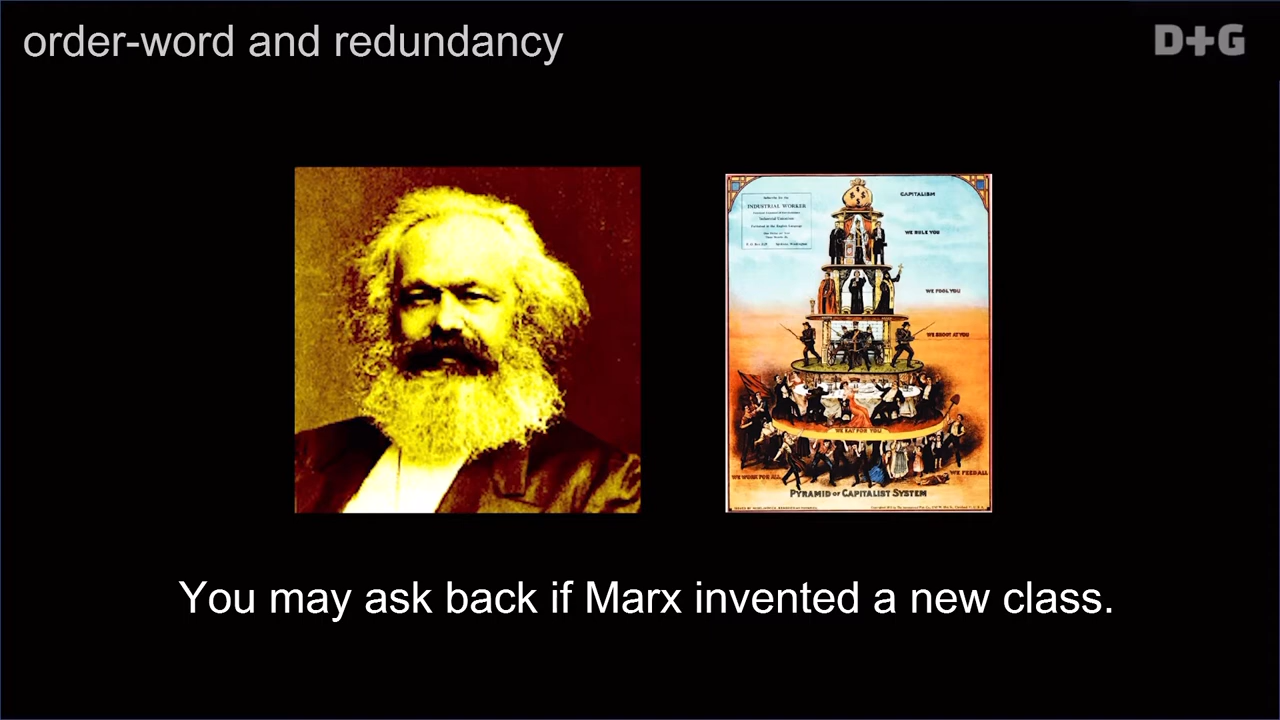 order-word and redundancy
D+G
CAPITALISM
INDUSTRIAL WORKER
WE RULE YOU
WE FOOL YOU
WE SHOOT AT YOU
WE EAT FOR YOU
WE WORK FOR ALL
WE FEED ALL
PYRAMID OF CAPITALIST SYSTEM
You may ask back if Marx invented a new class.